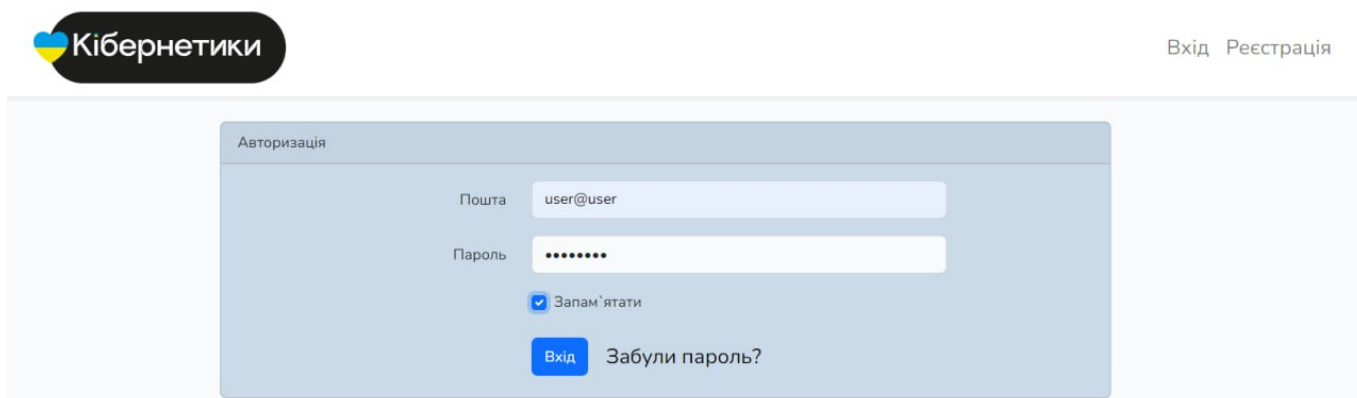 Кібернетики
Вхід Реєстрація
Авторизація
Пошта user@user
Пароль ••••••••
Запам`ятати
Вхід Забули пароль?